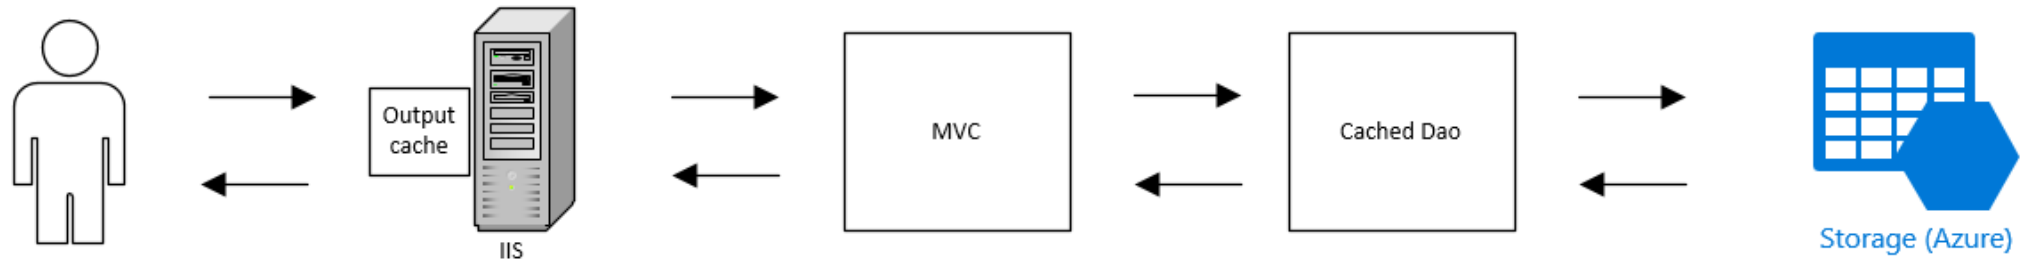 Output
cache
IIS
MVC
Cached Dao
Storage (Azure)